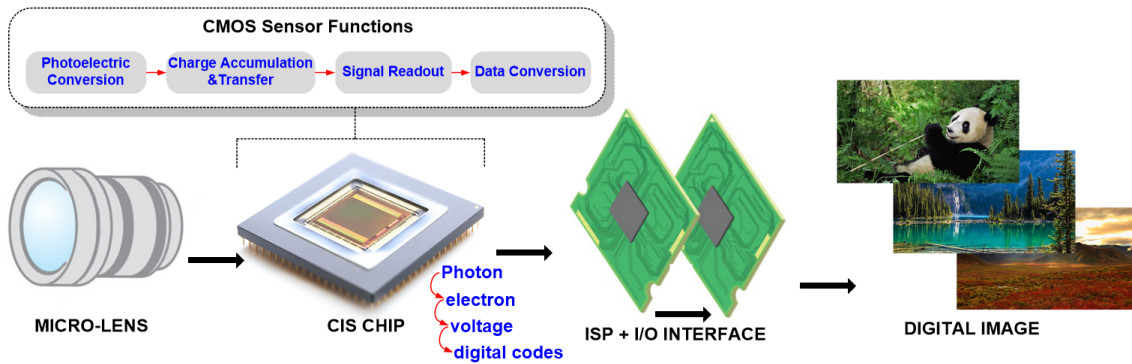 CMOS Sensor Functions
Photoelectric
Conversion
Charge Accumulation
&Transfer
Signal Readout
Data Conversion
MICRO-LENS
CIS CHIP
Photon
electron
voltage
digital codes
ISP + I/O INTERFACE
DIGITAL IMAGE